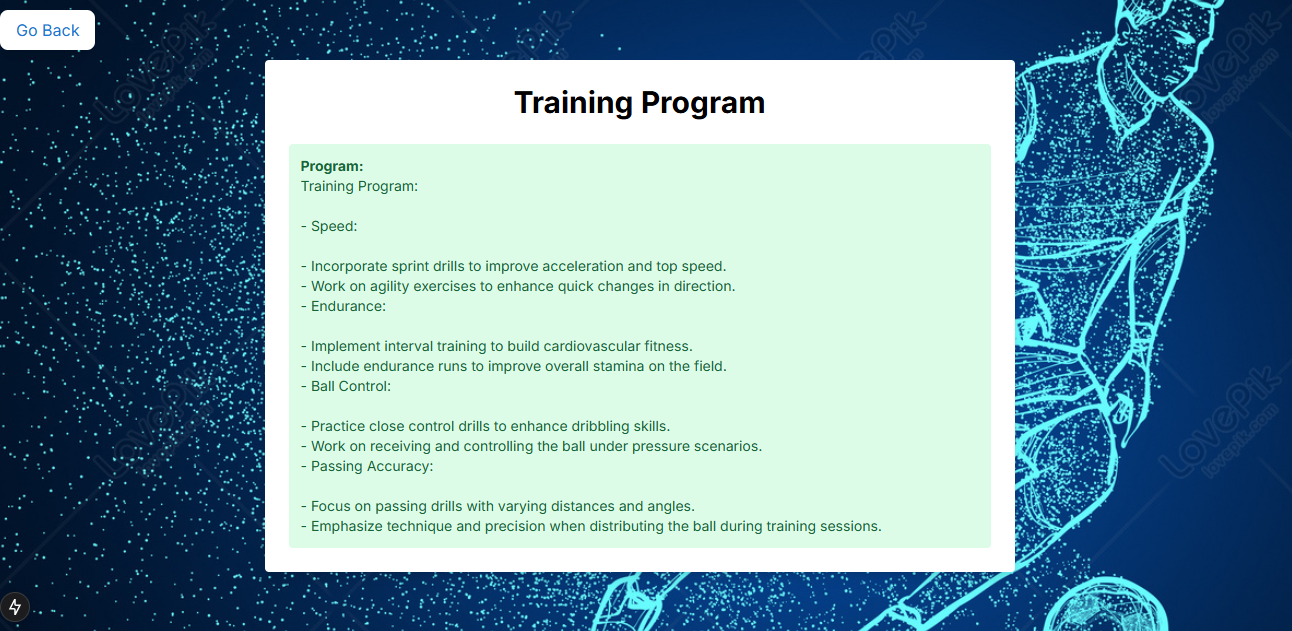 Go Back
Training Program
Program:
Training Program:
- Speed:
- Incorporate sprint drills to improve acceleration and top speed.
- Work on agility exercises to enhance quick changes in direction.
- Endurance:
- Implement interval training to build cardiovascular fitness.
- Include endurance runs to improve overall stamina on the field.
- Ball Control:
- Practice close control drills to enhance dribbling skills.
- Work on receiving and controlling the ball under pressure scenarios.
- Passing Accuracy:
- Focus on passing drills with varying distances and angles.
- Emphasize technique and precision when distributing the ball during training sessions.
LovePik
lovepik.com